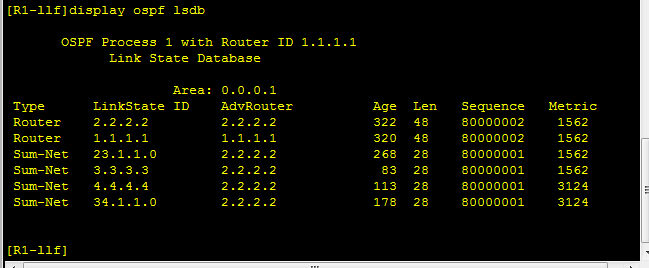 [R1-llf]display ospf lsdb
OSPF Process 1 with Router ID 1.1.1.1
Link State Database
Area: 0.0.0.1
Type LinkState ID AdvRouter Age Len Sequence Metric
Router 2.2.2.2 2.2.2.2 322 48 80000002 1562
Router 1.1.1.1 1.1.1.1 320 48 80000002 1562
Sum-Net 23.1.1.0 2.2.2.2 268 28 80000001 1562
Sum-Net 3.3.3.3 2.2.2.2 83 28 80000001 1562
Sum-Net 4.4.4.4 2.2.2.2 113 28 80000001 3124
Sum-Net 34.1.1.0 2.2.2.2 178 28 80000001 3124
[R1-llf]